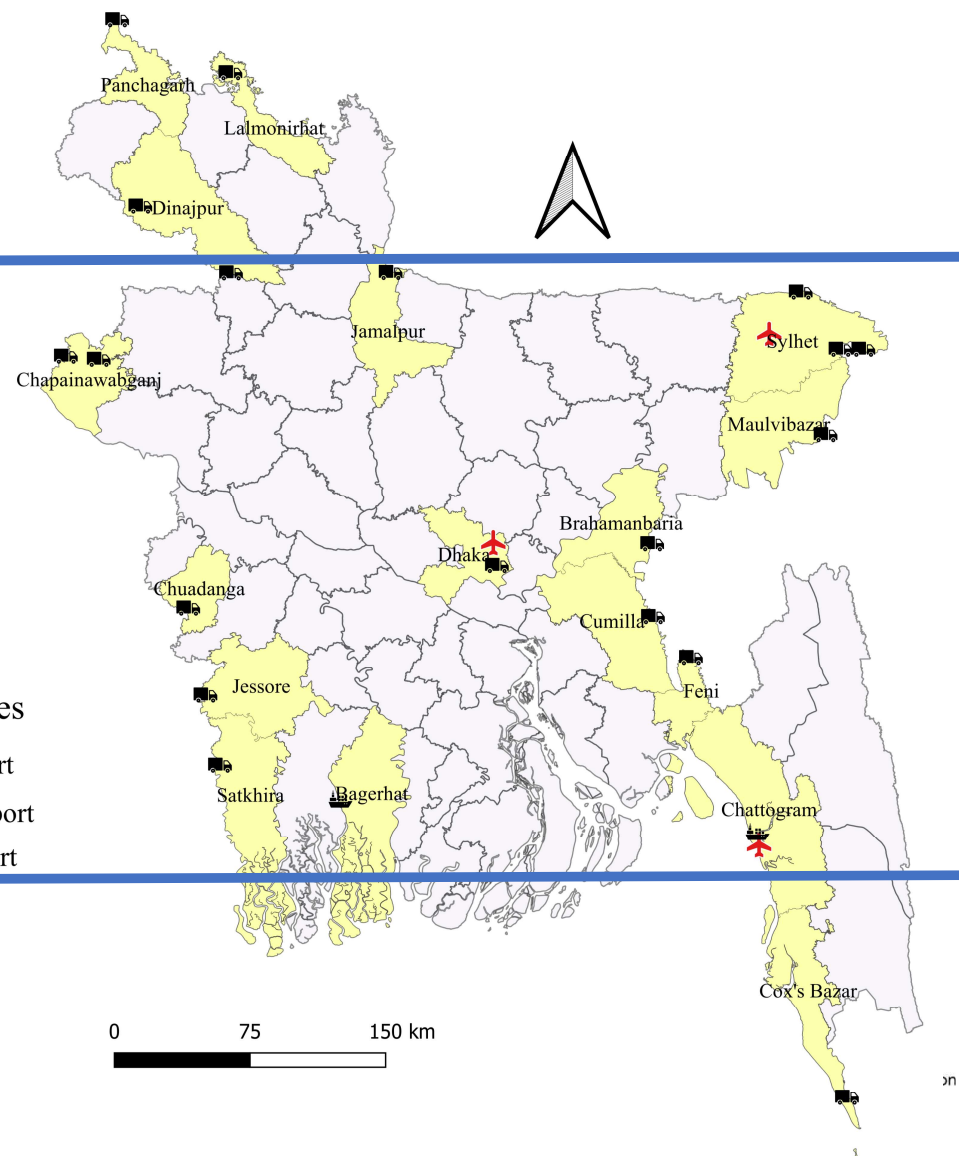 Panchagarh
Lalmonirhat
Dinajpur
Jamalpur
Sylhet
Chapainawabganj
Maulvibazar
Brahamanbaria
Dhaka
Chuadanga
Cumilla
Jessore
Feni
es
rt
Satkhira
Bagerhat
port
Chattogram
rt
Cox's Bazar
0 75 150 km
on